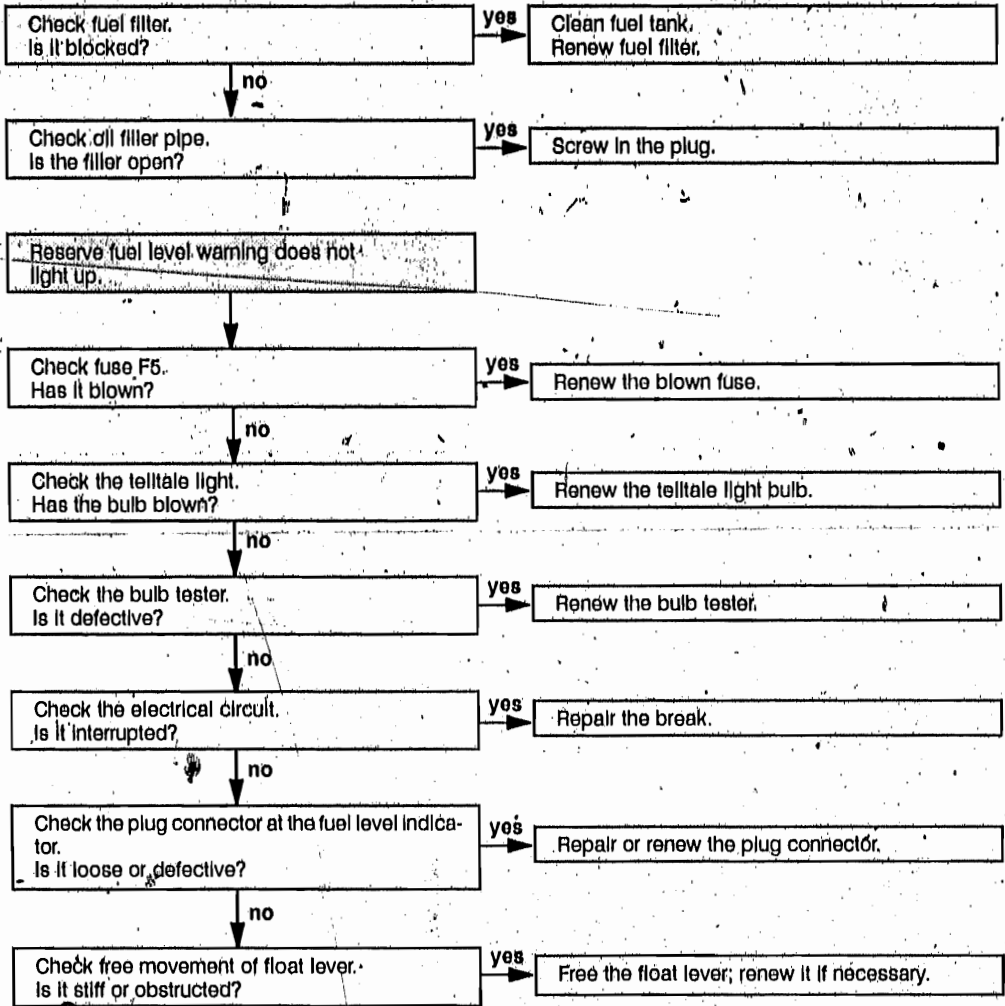 Check fuel filter.
Is it blocked?
yes
Clean fuel tank.
Renew fuel filter.
no
Check oil filler pipe.
Is the filler open?
yes
Screw in the plug.
Reserve fuel level warning does not
light up.
Check fuse F5.
Has it blown?
yes
Renew the blown fuse.
no
Check the telltale light.
Has the bulb blown?
yes
Renew the telltale light bulb.
no
Check the bulb tester.
Is it defective?
yes
Renew the bulb tester.
no
Check the electrical circuit.
Is it interrupted?
yes
Repair the break.
no
Check the plug connector at the fuel level indica-
tor.
Is it loose or defective?
yes
Repair or renew the plug connector.
no
Check free movement of float lever.
Is it stiff or obstructed?
yes
Free the float lever; renew it if necessary.